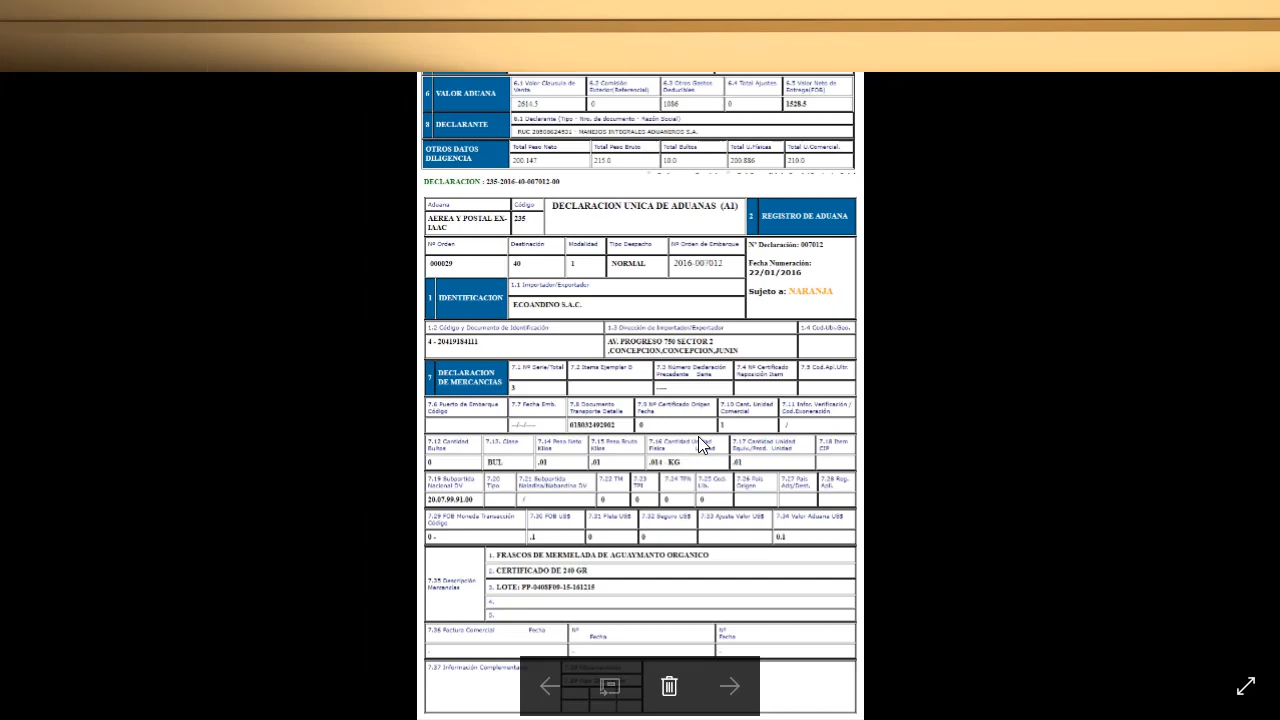 6 VALOR ADUANA
6.1 Valor Clausula de Venta
6.2 Comisión Exterior(Referencial)
6.3 Otros Gastos Deducibles
6.4 Total Ajustes
6.5 Valor Neto de Entrega(FOB)
2614.5 0 1086 0 1528.5
8 DECLARANTE
6.1 Declarante (Tipo - Nro. de documento - Razón Social)
RUC 20508624531 - MANEJOS INTEGRALES ADUANEROS S.A.
OTROS DATOS DILIGENCIA
Total Peso Neto Total Peso Bruto Total Bultos Total U.Físicas Total U.Comercial.
200.147 215.0 10.0 200.886 210.0
DECLARACION : 235-2016-40-007012-00
Aduana Código
AEREA Y POSTAL EX-IAAC 235
DECLARACION UNICA DE ADUANAS (A1)
2 REGISTRO DE ADUANA
Nº Orden Destinación Modalidad Tipo Despacho Nº Orden de Embarque
000029 40 1 NORMAL 2016-007012
Nº Declaración: 007012
Fecha Numeración:
22/01/2016
Sujeto a: NARANJA
1 IDENTIFICACION
1.1 Importador/Exportador
ECOANDINO S.A.C.
1.2 Código y Documento de Identificación
1.3 Dirección de Importador/Exportador
1.4 Cod.Ub.Geo.
4 - 20419184111
AV. PROGRESO 750 SECTOR 2
,CONCEPCION,CONCEPCION,JUNIN
7 DECLARACION DE MERCANCIAS
7.1 Nº Serie/Total
7.2 Items Ejemplar B
7.3 Número Declaración Precedente Serie
7.4 Nº Certificado Reposición Item
7.5 Cod.Apl.Ultr.
3 ----
7.6 Puerto de Embarque Código
7.7 Fecha Emb.
7.8 Documento Transporte Detalle
7.9 Nº Certificado Origen Fecha
7.10 Cant. Unidad Comercial
7.11 Infor. Verificación / Cod.Exoneración
--/--/---- 618032492902 0 1 /
7.12 Cantidad Bultos
7.13. Clase
7.14 Peso Neto Kilos
7.15 Peso Bruto Kilos
7.16 Cantidad Unidad Física
7.17 Cantidad Unidad Equiv./Prod. Unidad
7.18 Item CIP
0 BUL .01 .01 .014 KG .01
7.19 Subpartida Nacional DV
7.20 Tipo
7.21 Subpartida Naladisa/Nabandina DV
7.22 TM
7.23 TPI
7.24 TPN
7.25 Cod. Lib.
7.26 Pais Origen
7.27 Pais Adq/Dest.
7.28 Reg. Apli.
20.07.99.91.00 / 0 0 0 0
7.29 FOB Moneda Transacción Código
7.30 FOB US$
7.31 Flete US$
7.32 Seguro US$
7.33 Ajuste Valor US$
7.34 Valor Aduana US$
0 - .1 0 0 0.1
7.35 Descripción Mercancias
1. FRASCOS DE MERMELADA DE AGUAYMANTO ORGANICO
2. CERTIFICADO DE 240 GR
3. LOTE: PP-0408F00-15-161215
4.
5.
7.36 Factura Comercial Fecha
Nº Fecha
Nº Fecha
- - -
7.37 Información Complementaria